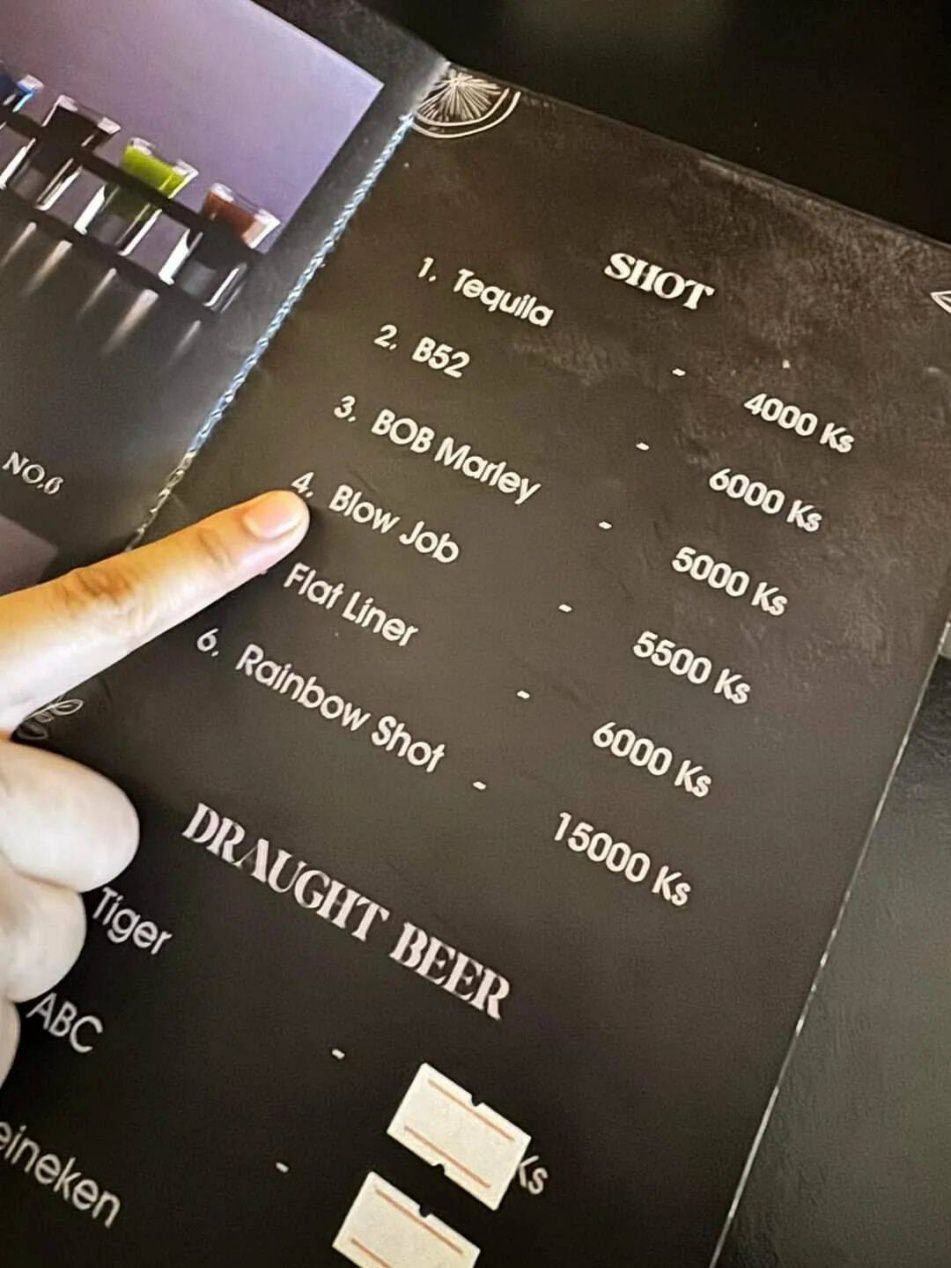 NO.6
SHOT
1. Tequila - 4000 Ks
2. B52 - 6000 Ks
3. BOB Marley - 5000 Ks
4. Blow Job - 5500 Ks
Flat Liner - 6000 Ks
6. Rainbow Shot - 15000 Ks
DRAUGHT BEER
Tiger - Ks
ABC -
eineken